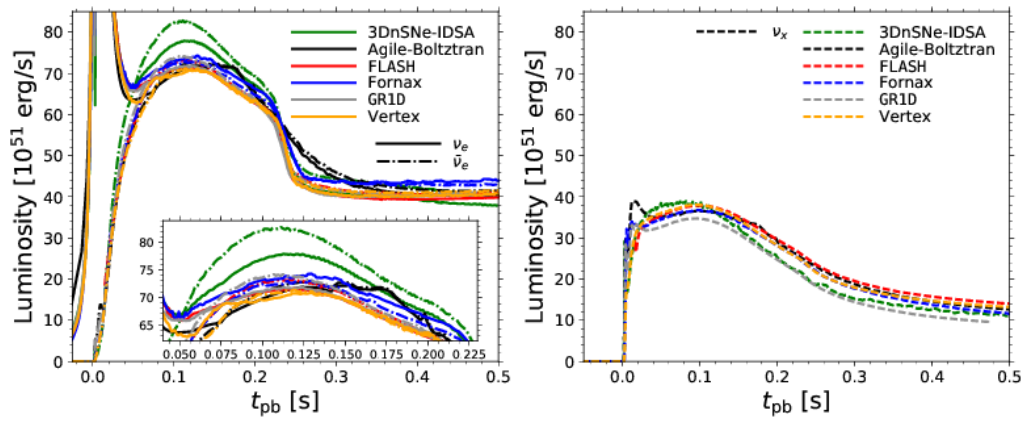 Luminosity [10^51 erg/s]
80
70
60
50
40
30
20
10
0
3DnSNe-IDSA
Agile-Boltztran
FLASH
Fornax
GR1D
Vertex
ν_e
ν̄_e
80
75
70
65
0.050 0.075 0.100 0.125 0.150 0.175 0.200 0.225
0.0 0.1 0.2 0.3 0.4 0.5
t_pb [s]
Luminosity [10^51 erg/s]
80
70
60
50
40
30
20
10
0
ν_x
3DnSNe-IDSA
Agile-Boltztran
FLASH
Fornax
GR1D
Vertex
0.0 0.1 0.2 0.3 0.4 0.5
t_pb [s]